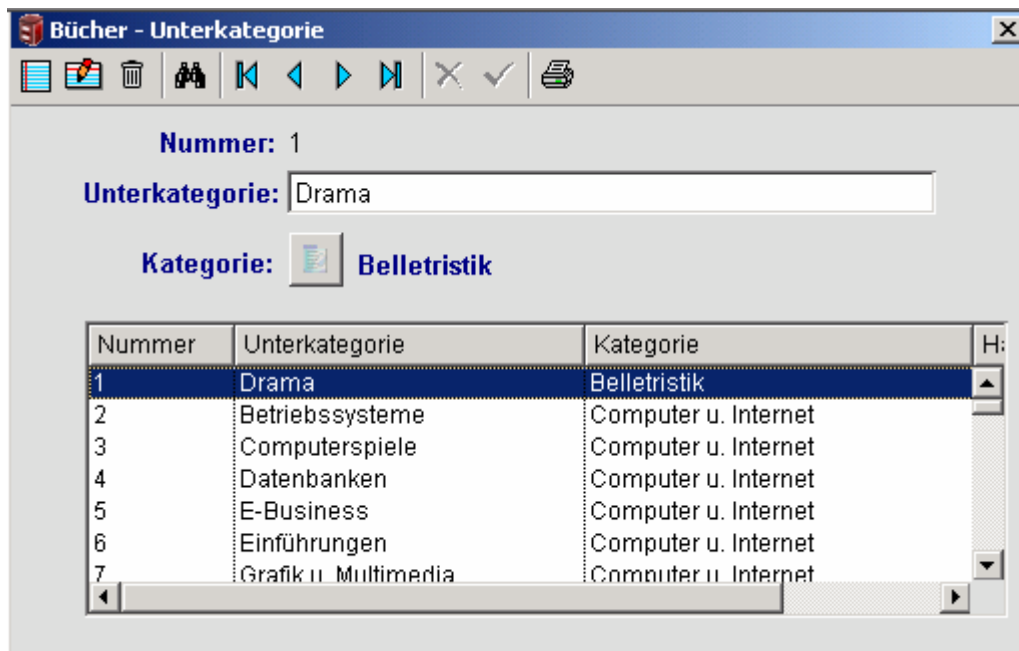 Bücher - Unterkategorie
Nummer: 1
Unterkategorie: Drama
Kategorie: Belletristik
Nummer Unterkategorie Kategorie
1 Drama Belletristik
2 Betriebssysteme Computer u. Internet
3 Computerspiele Computer u. Internet
4 Datenbanken Computer u. Internet
5 E-Business Computer u. Internet
6 Einführungen Computer u. Internet
7 Grafik u. Multimedia Computer u. Internet